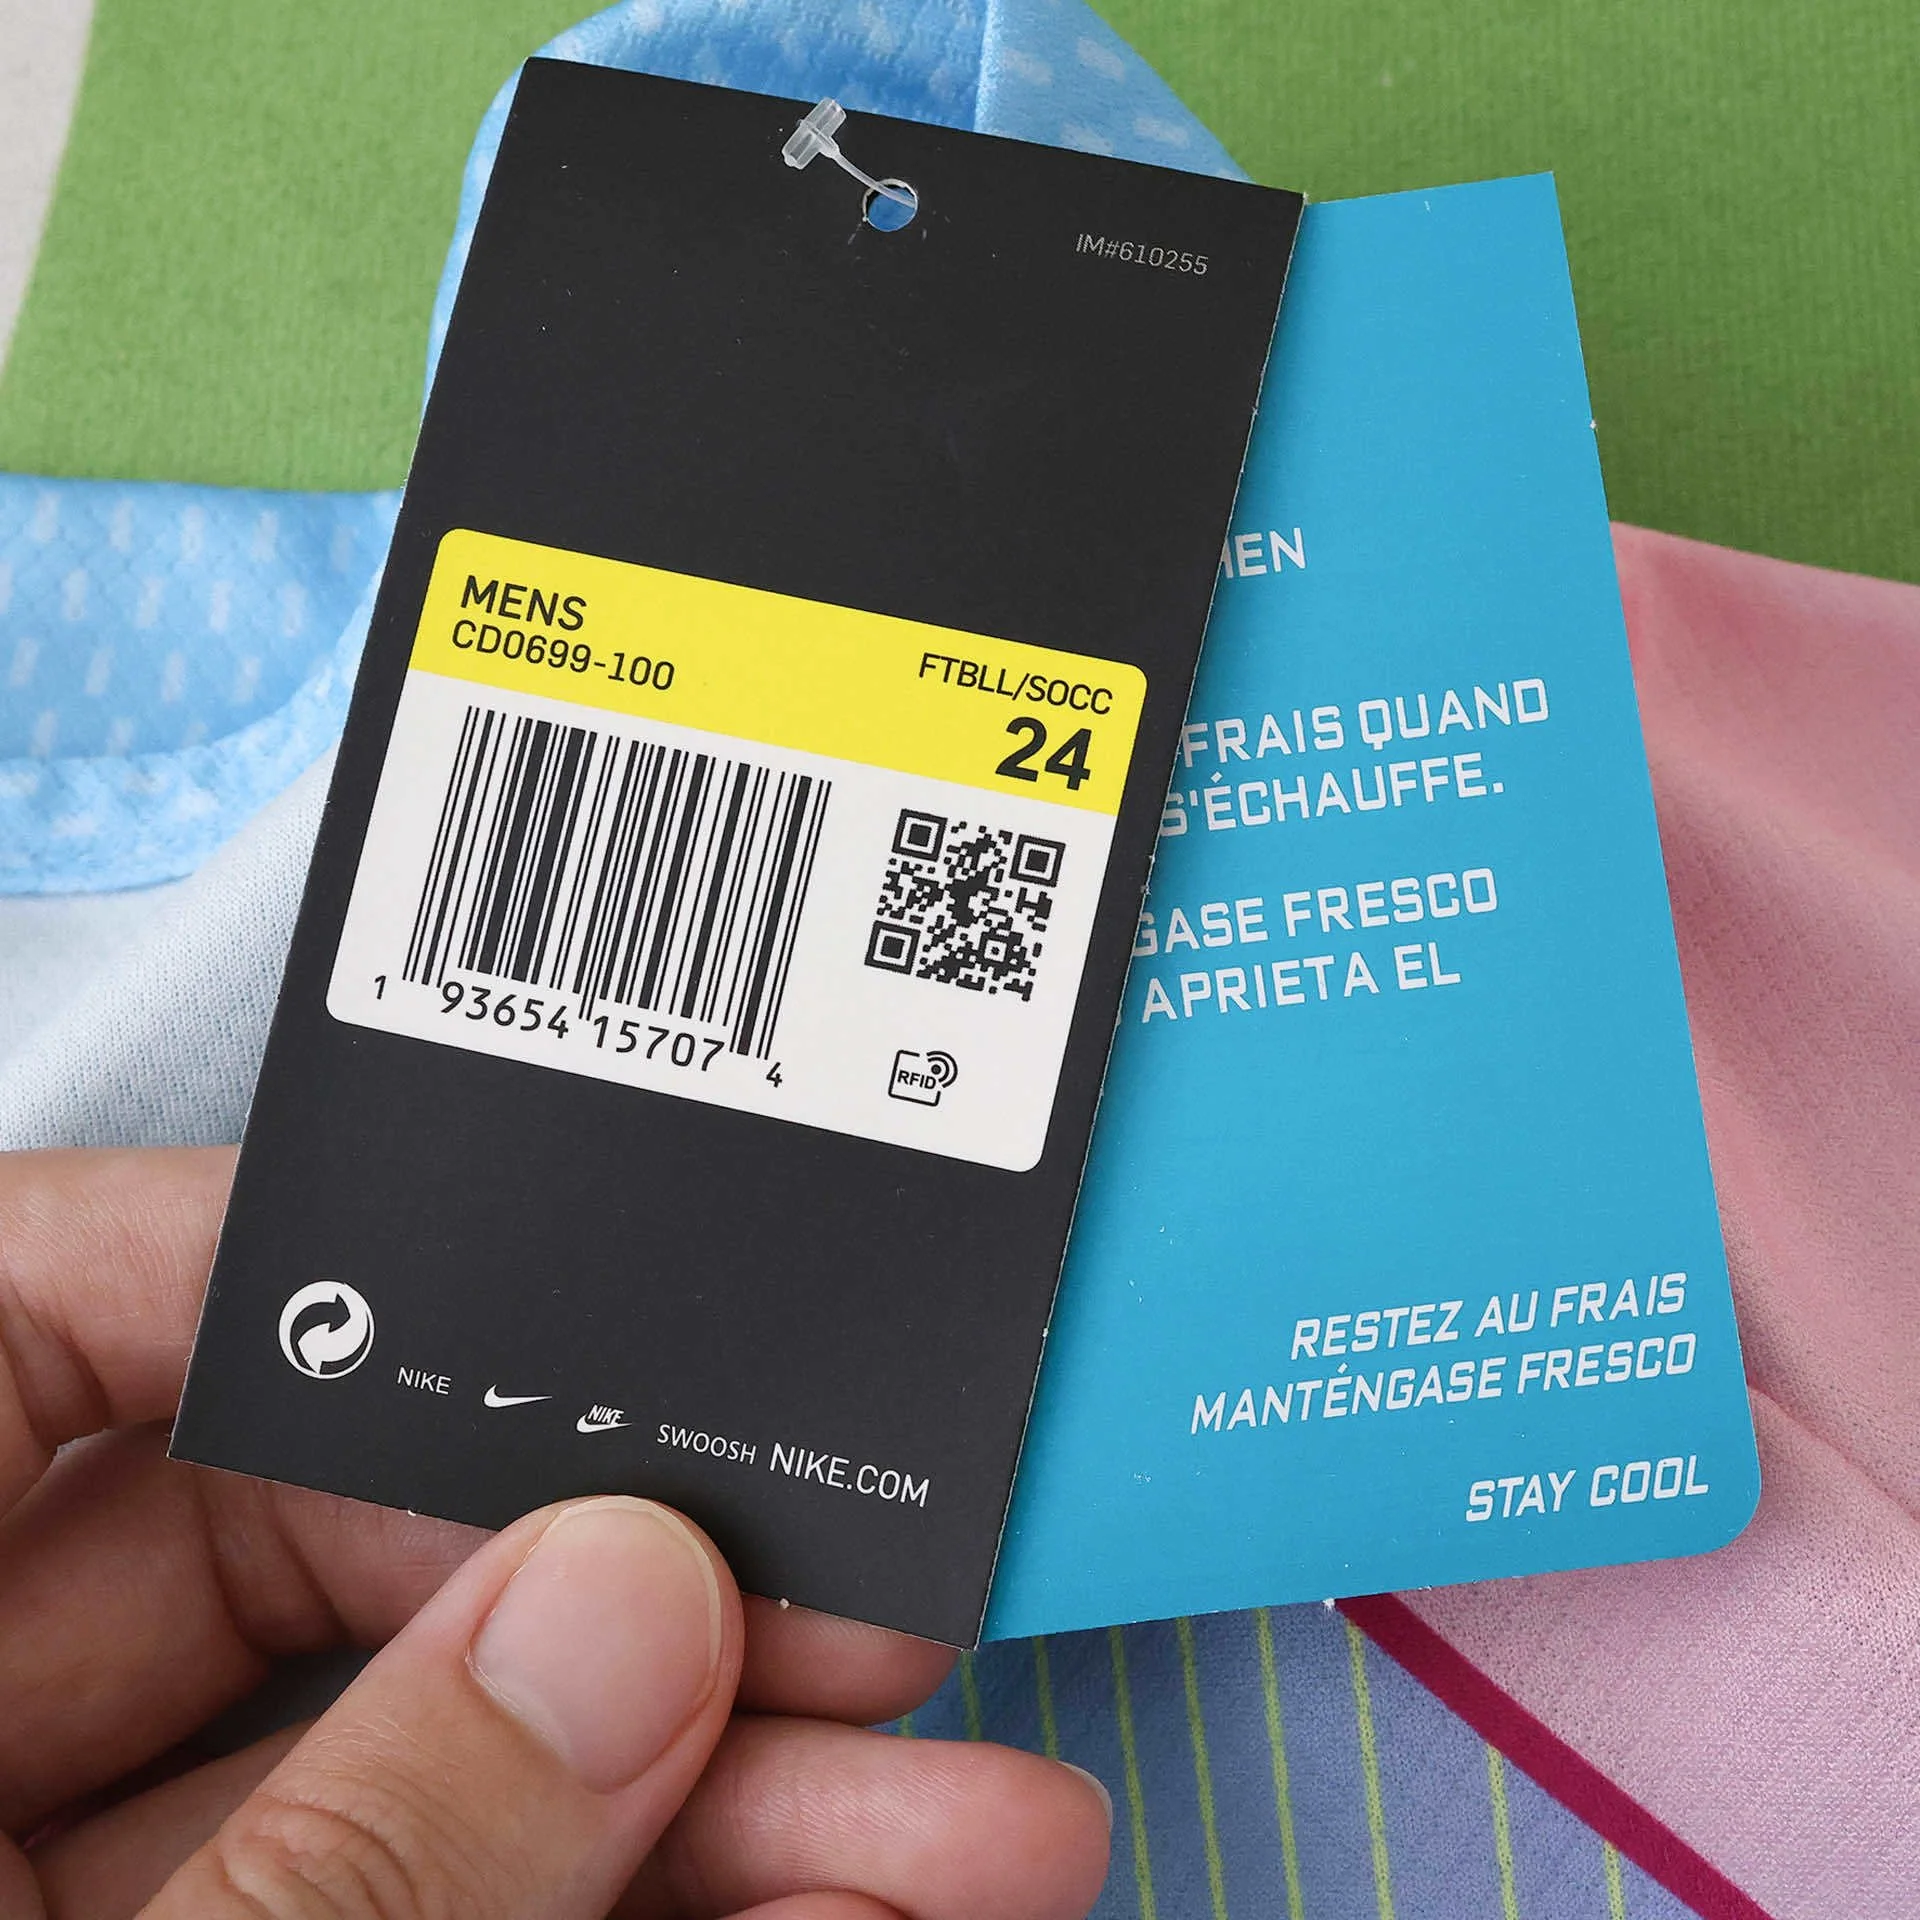 IM#610255
MENS
CD0699-100
FTBLL/SOCC
24
1 93654 15707 4
RFID
NIKE NIKE SWOOSH NIKE.COM
FRAIS QUAND
S'ÉCHAUFFE.
GASE FRESCO
APRIETA EL
RESTEZ AU FRAIS
MANTÉNGASE FRESCO
STAY COOL